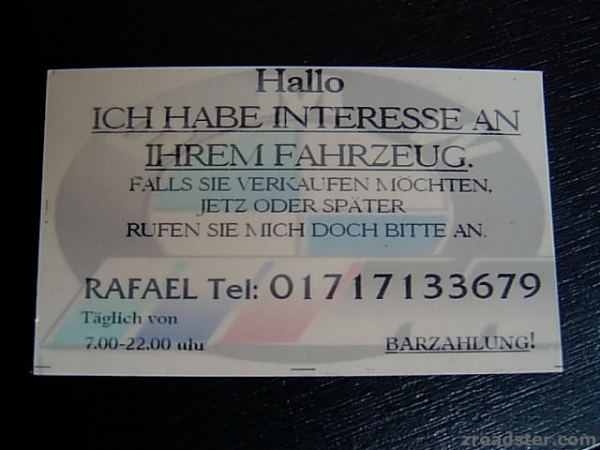 Hallo
ICH HABE INTERESSE AN
IHREM FAHRZEUG.
FALLS SIE VERKAUFEN MÖCHTEN,
JETZ ODER SPÄTER
RUFEN SIE MICH DOCH BITTE AN.
RAFAEL Tel: 01717133679
Täglich von
7.00-22.00 uhr
BARZAHLUNG!
zroadster.com